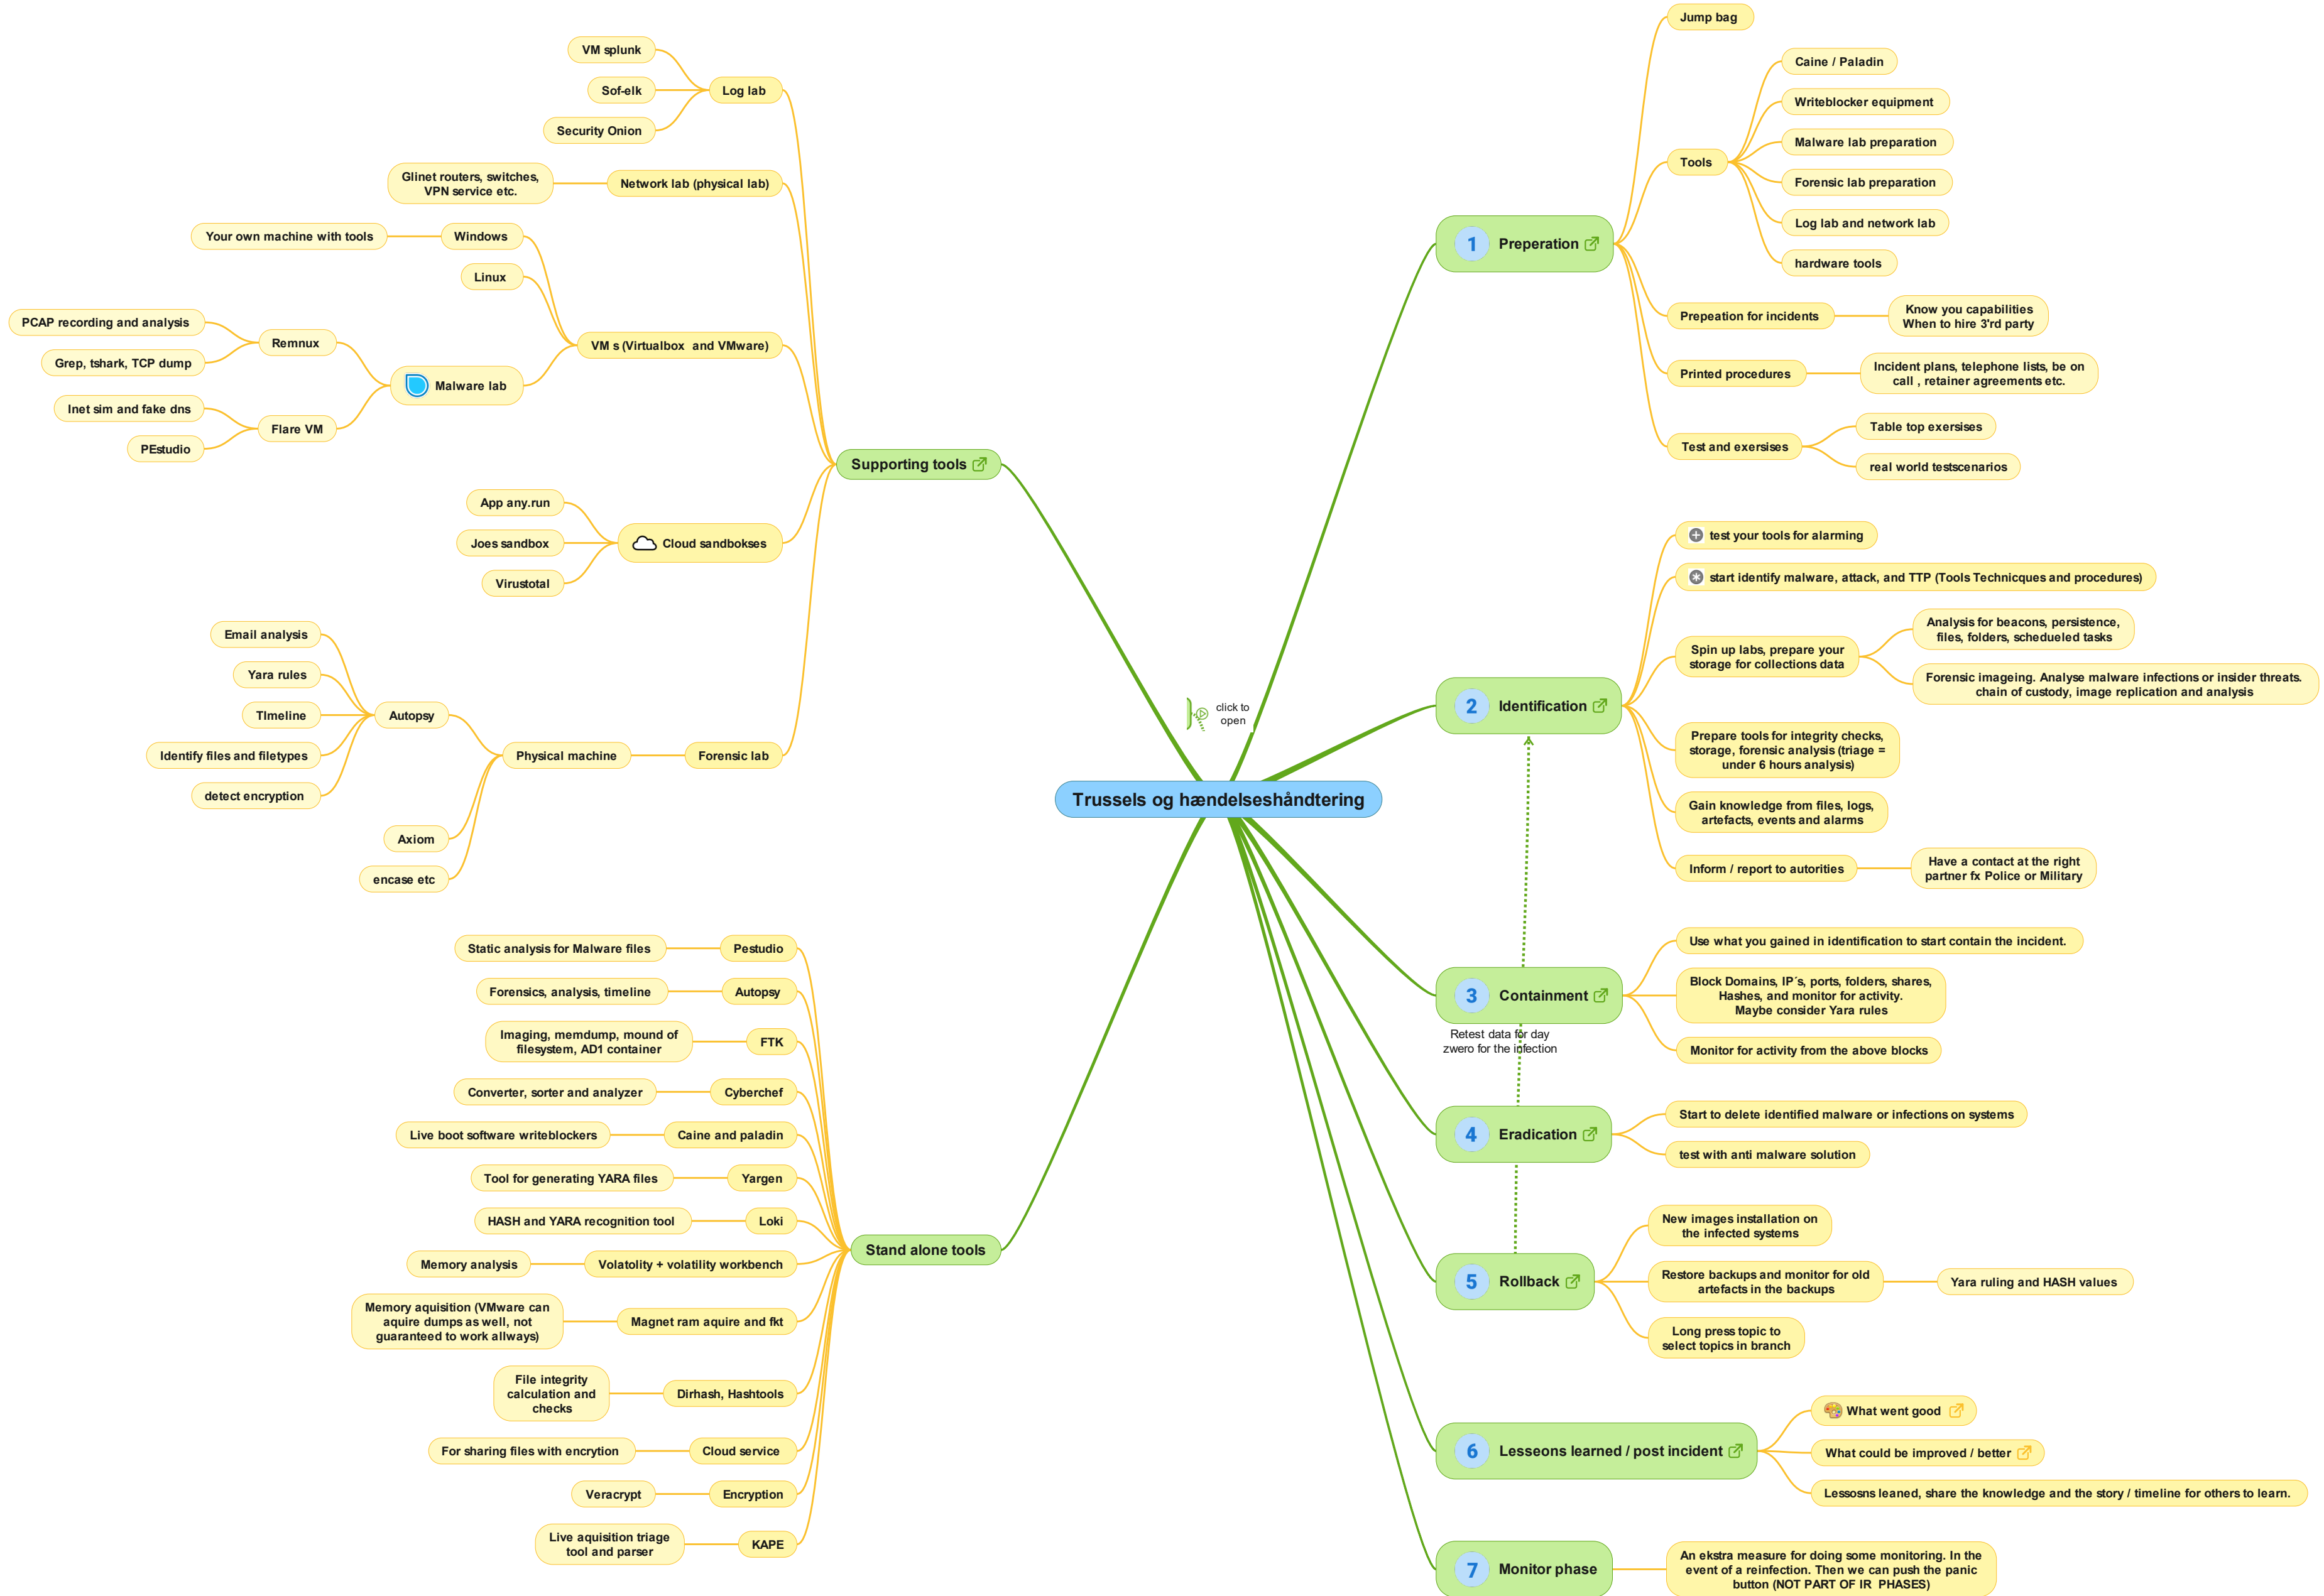 Trussels og hændelseshåndtering
click to
open
1
Preperation
Jump bag
Tools
Caine / Paladin
Writeblocker equipment
Malware lab preparation
Forensic lab preparation
Log lab and network lab
hardware tools
Prepeation for incidents
Know you capabilities
When to hire 3'rd party
Printed procedures
Incident plans, telephone lists, be on
call , retainer agreements etc.
Test and exersises
Table top exersises
real world testscenarios
2
Identification
test your tools for alarming
start identify malware, attack, and TTP (Tools Technicques and procedures)
Spin up labs, prepare your
storage for collections data
Analysis for beacons, persistence,
files, folders, schedueled tasks
Forensic imageing. Analyse malware infections or insider threats.
chain of custody, image replication and analysis
Prepare tools for integrity checks,
storage, forensic analysis (triage =
under 6 hours analysis)
Gain knowledge from files, logs,
artefacts, events and alarms
Inform / report to autorities
Have a contact at the right
partner fx Police or Military
3
Containment
Use what you gained in identification to start contain the incident.
Block Domains, IP´s, ports, folders, shares,
Hashes, and monitor for activity.
Maybe consider Yara rules
Monitor for activity from the above blocks
Retest data for day
zwero for the infection
4
Eradication
Start to delete identified malware or infections on systems
test with anti malware solution
5
Rollback
New images installation on
the infected systems
Restore backups and monitor for old
artefacts in the backups
Yara ruling and HASH values
Long press topic to
select topics in branch
6
Lesseons learned / post incident
What went good
What could be improved / better
Lessosns leaned, share the knowledge and the story / timeline for others to learn.
7
Monitor phase
An ekstra measure for doing some monitoring. In the
event of a reinfection. Then we can push the panic
button (NOT PART OF IR PHASES)
Supporting tools
Log lab
VM splunk
Sof-elk
Security Onion
Network lab (physical lab)
Glinet routers, switches,
VPN service etc.
VM s (Virtualbox and VMware)
Windows
Your own machine with tools
Linux
Malware lab
Remnux
PCAP recording and analysis
Grep, tshark, TCP dump
Flare VM
Inet sim and fake dns
PEstudio
Cloud sandbokses
App any.run
Joes sandbox
Virustotal
Forensic lab
Physical machine
Autopsy
Email analysis
Yara rules
TImeline
Identify files and filetypes
detect encryption
Axiom
encase etc
Stand alone tools
Pestudio
Static analysis for Malware files
Autopsy
Forensics, analysis, timeline
FTK
Imaging, memdump, mound of
filesystem, AD1 container
Cyberchef
Converter, sorter and analyzer
Caine and paladin
Live boot software writeblockers
Yargen
Tool for generating YARA files
Loki
HASH and YARA recognition tool
Volatolity + volatility workbench
Memory analysis
Magnet ram aquire and fkt
Memory aquisition (VMware can
aquire dumps as well, not
guaranteed to work allways)
Dirhash, Hashtools
File integrity
calculation and
checks
Cloud service
For sharing files with encrytion
Encryption
Veracrypt
KAPE
Live aquisition triage
tool and parser